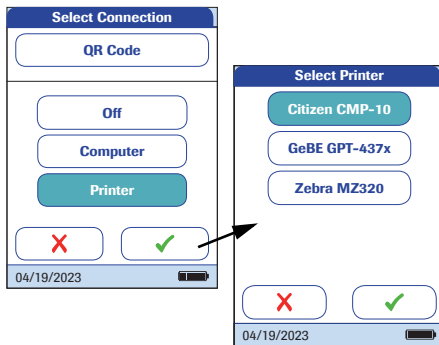 Select Connection
QR Code
Off
Computer
Printer
04/19/2023
Select Printer
Citizen CMP-10
GeBE GPT-437x
Zebra MZ320
04/19/2023